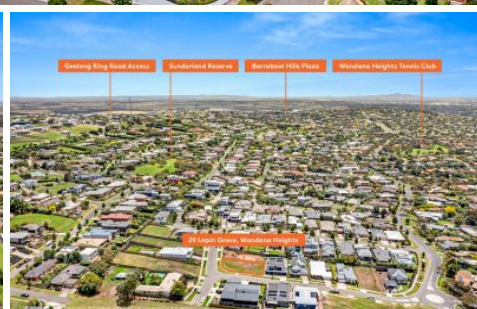 Geelong Ring Road Access
Sunderland Reserve
Barrabool Hills Plaza
Wandana Heights Tennis Club
29 Lapin Grove, Wandana Heights